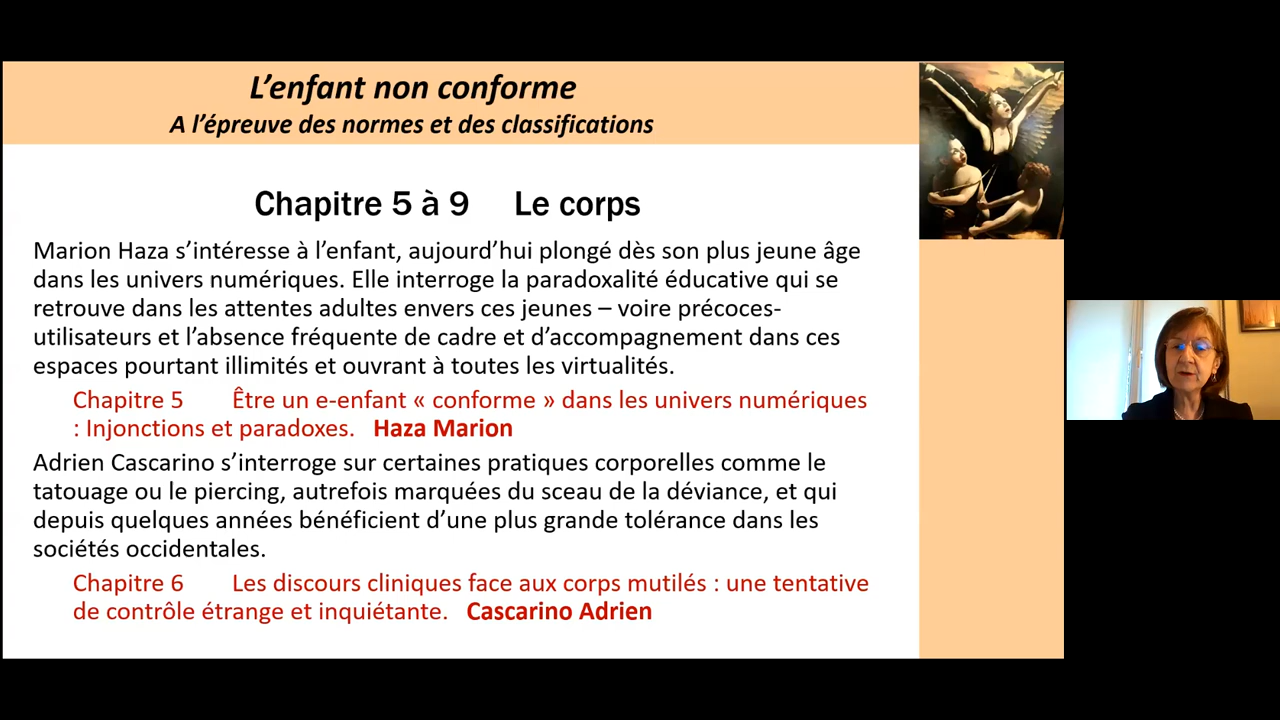 L’enfant non conforme
A l’épreuve des normes et des classifications
Chapitre 5 à 9 Le corps
Marion Haza s’intéresse à l’enfant, aujourd’hui plongé dès son plus jeune âge
dans les univers numériques. Elle interroge la paradoxalité éducative qui se
retrouve dans les attentes adultes envers ces jeunes – voire précoces-
utilisateurs et l’absence fréquente de cadre et d’accompagnement dans ces
espaces pourtant illimités et ouvrant à toutes les virtualités.
Chapitre 5 Être un e-enfant « conforme » dans les univers numériques
: Injonctions et paradoxes. Haza Marion
Adrien Cascarino s’interroge sur certaines pratiques corporelles comme le
tatouage ou le piercing, autrefois marquées du sceau de la déviance, et qui
depuis quelques années bénéficient d’une plus grande tolérance dans les
sociétés occidentales.
Chapitre 6 Les discours cliniques face aux corps mutilés : une tentative
de contrôle étrange et inquiétante. Cascarino Adrien